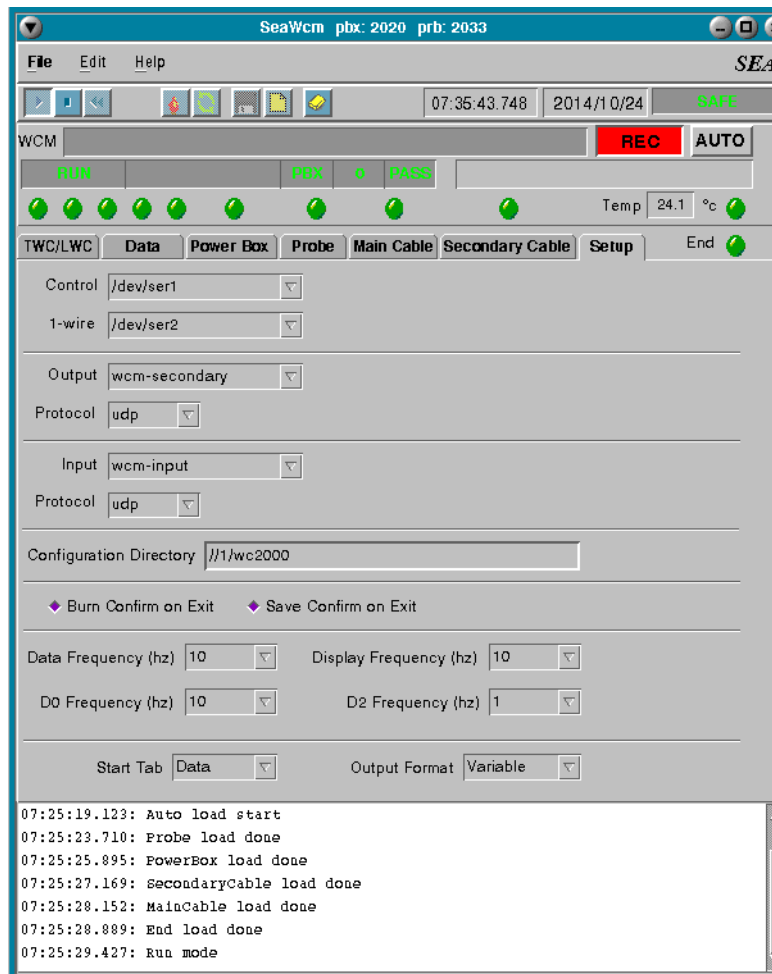 SeaWcm pbx: 2020 prb: 2033
File Edit Help SEA
07:35:43.748 2014/10/24 SAFE
WCM REC AUTO
RUN PBX 0 PASS
Temp 24.1 °c
TWC/LWC Data Power Box Probe Main Cable Secondary Cable Setup End
Control /dev/ser1
1-wire /dev/ser2
Output wcm-secondary
Protocol udp
Input wcm-input
Protocol udp
Configuration Directory //1/wc2000
Burn Confirm on Exit Save Confirm on Exit
Data Frequency (hz) 10 Display Frequency (hz) 10
D0 Frequency (hz) 10 D2 Frequency (hz) 1
Start Tab Data Output Format Variable
07:25:19.123: Auto load start
07:25:23.710: Probe load done
07:25:25.895: PowerBox load done
07:25:27.169: SecondaryCable load done
07:25:28.152: MainCable load done
07:25:28.889: End load done
07:25:29.427: Run mode